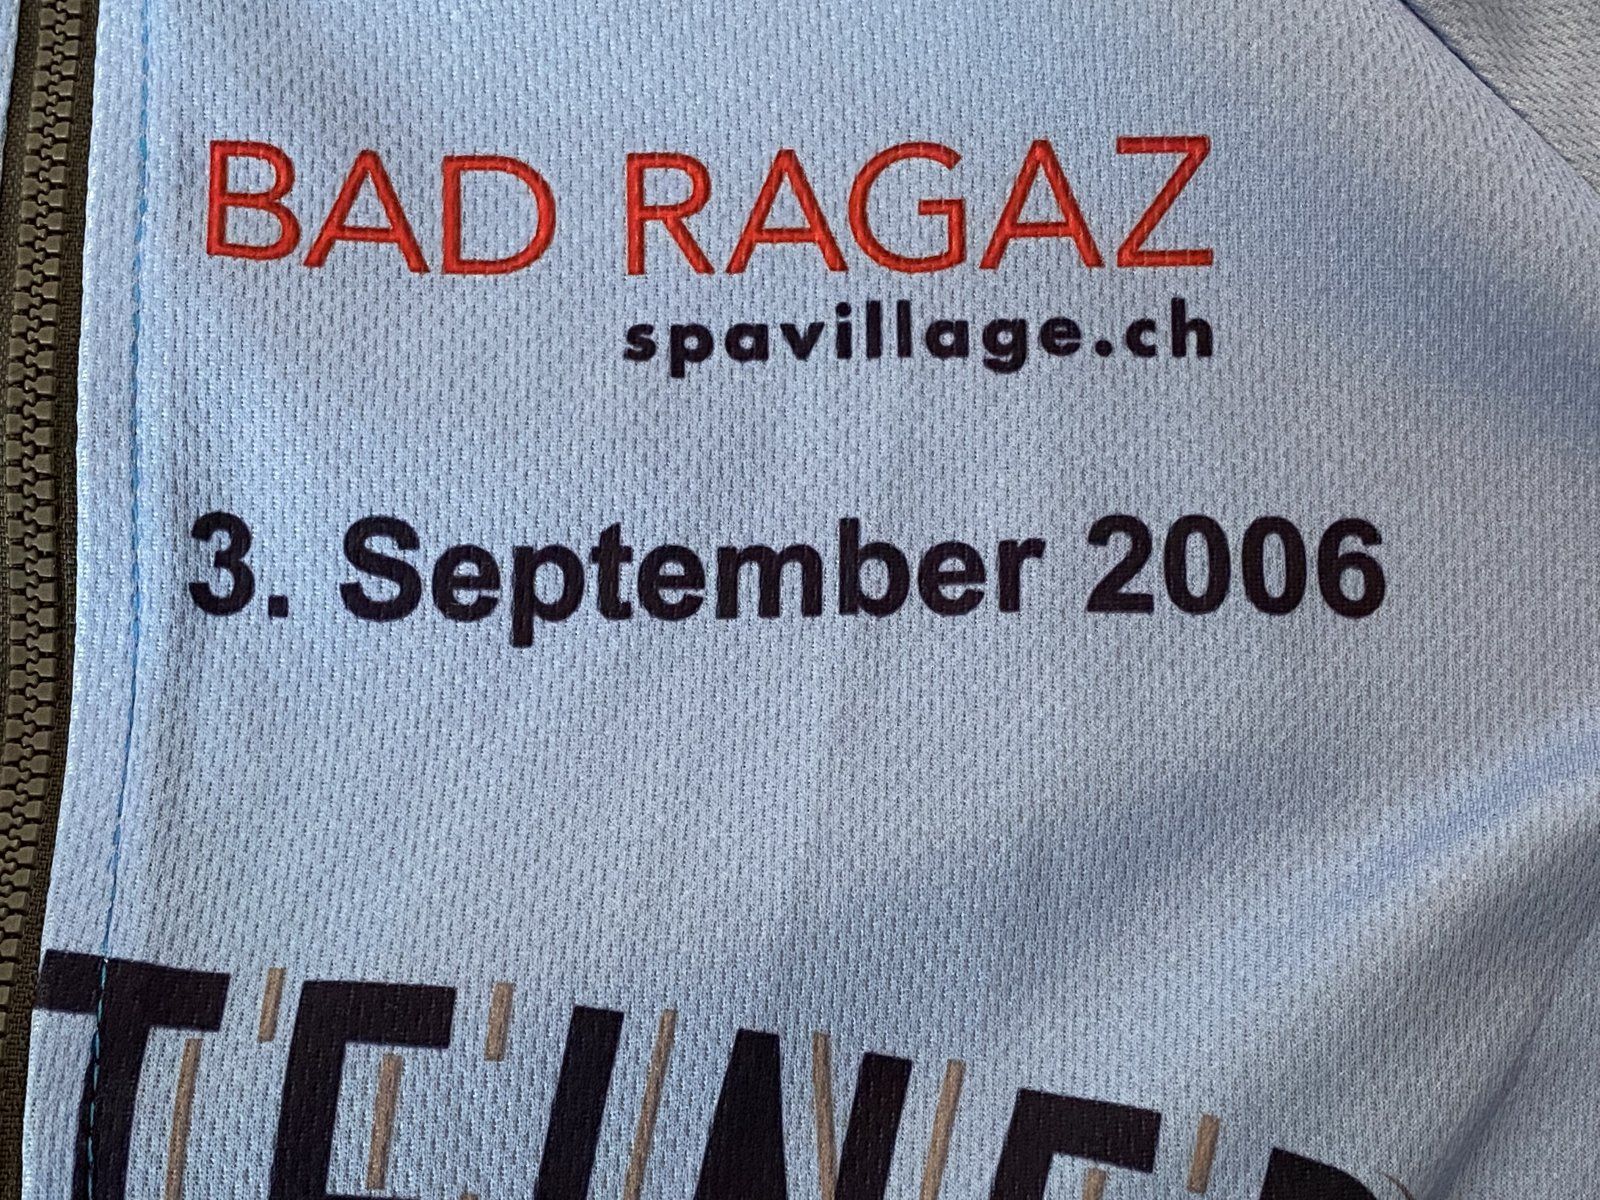 BAD RAGAZ
spavillage.ch
3. September 2006